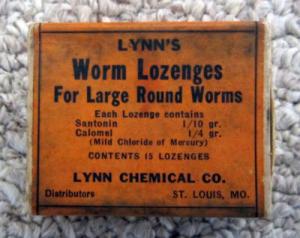 LYNN'S
Worm Lozenges
For Large Round Worms
Each Lozenge contains
Santonin 1/10 gr.
Calomel 1/4 gr.
(Mild Chloride of Mercury)
CONTENTS 15 LOZENGES
LYNN CHEMICAL CO.
Distributors ST. LOUIS, MO.